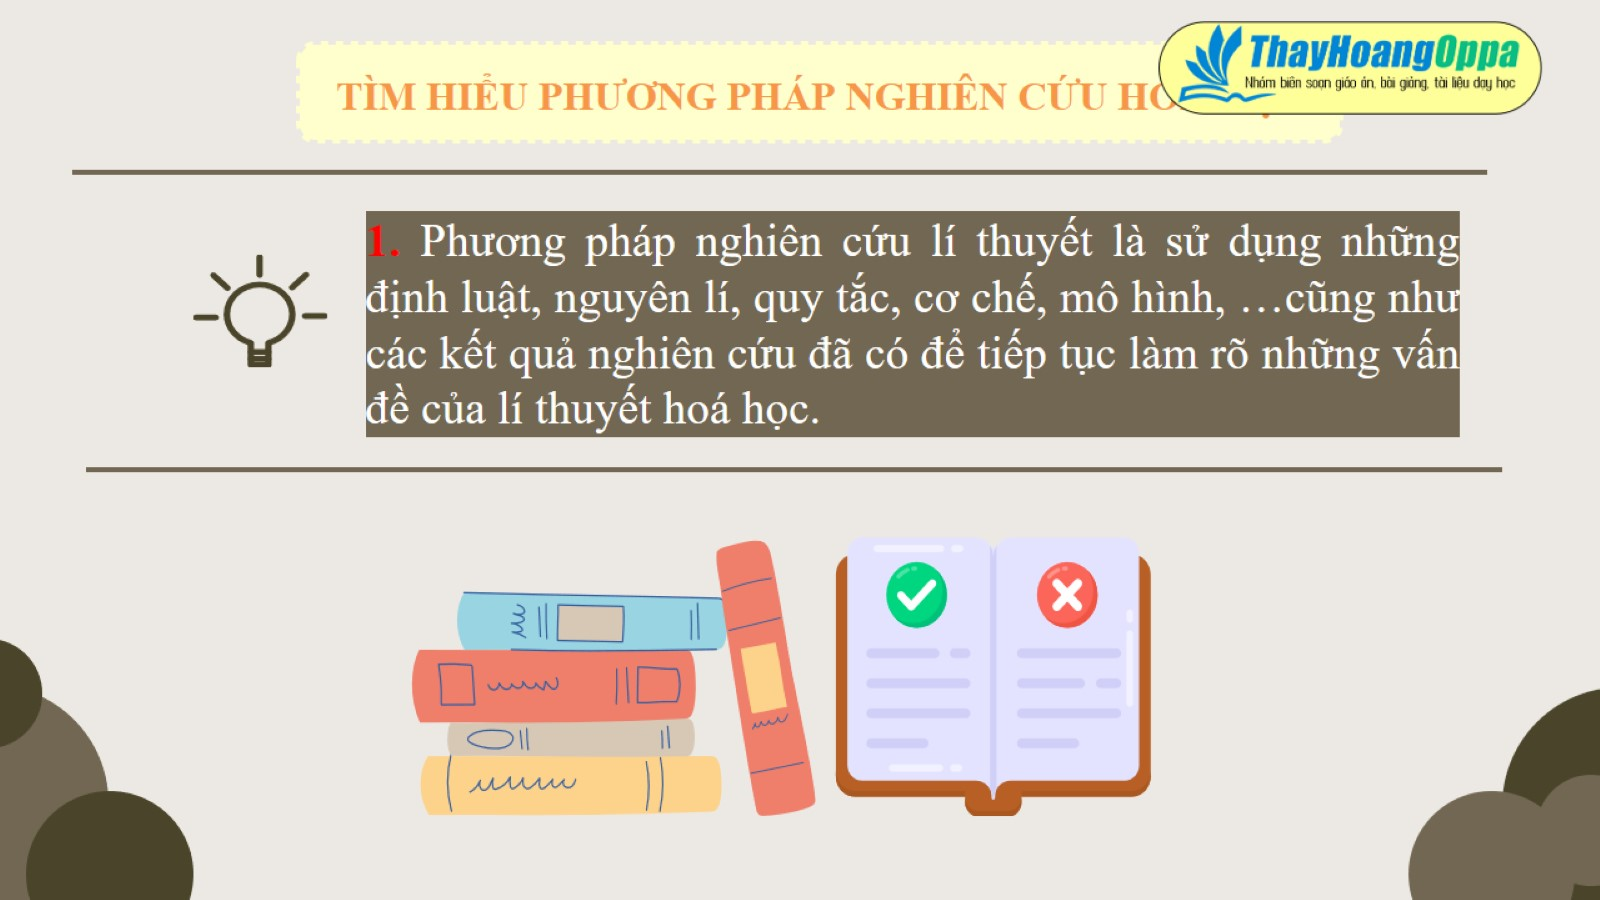 TÌM HIỂU PHƯƠNG PHÁP NGHIÊN CỨU
ThayHoangOppa
Nhóm biên soạn giáo án, bài giảng, tài liệu dạy học
1. Phương pháp nghiên cứu lí thuyết là sử dụng những
định luật, nguyên lí, quy tắc, cơ chế, mô hình, …cũng như
các kết quả nghiên cứu đã có để tiếp tục làm rõ những vấn
đề của lí thuyết hoá học.